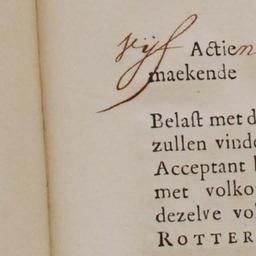 vijf Actien
maekende
Belaſt met d
zullen vinde
Acceptant
met volko
dezelve vo
ROTTER